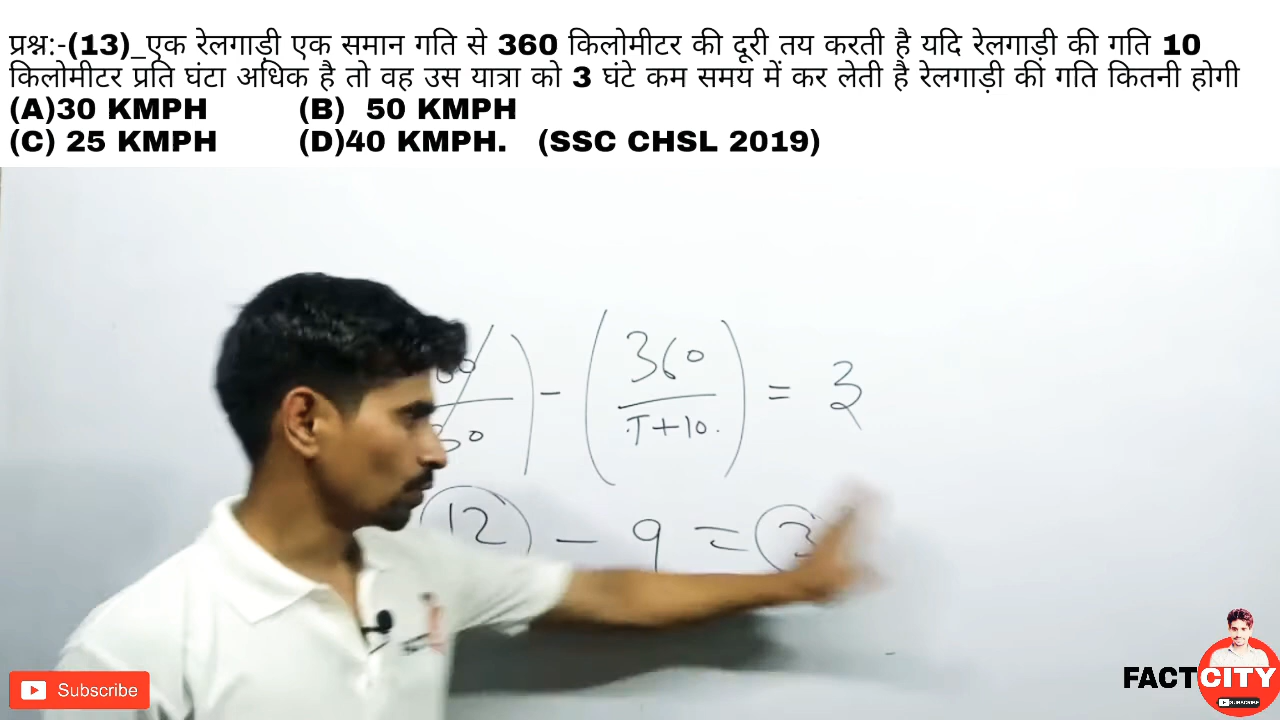 प्रश्न:-(13)_एक रेलगाड़ी एक समान गति से 360 किलोमीटर की दूरी तय करती है यदि रेलगाड़ी की गति 10
किलोमीटर प्रति घंटा अधिक है तो वह उस यात्रा को 3 घंटे कम समय में कर लेती है रेलगाड़ी की गति कितनी होगी
(A)30 KMPH (B) 50 KMPH
(C) 25 KMPH (D)40 KMPH. (SSC CHSL 2019)
360
- = 3
T+10.
12 - 9 = 3
Subscribe
FACTCITY
SUBSCRIBE